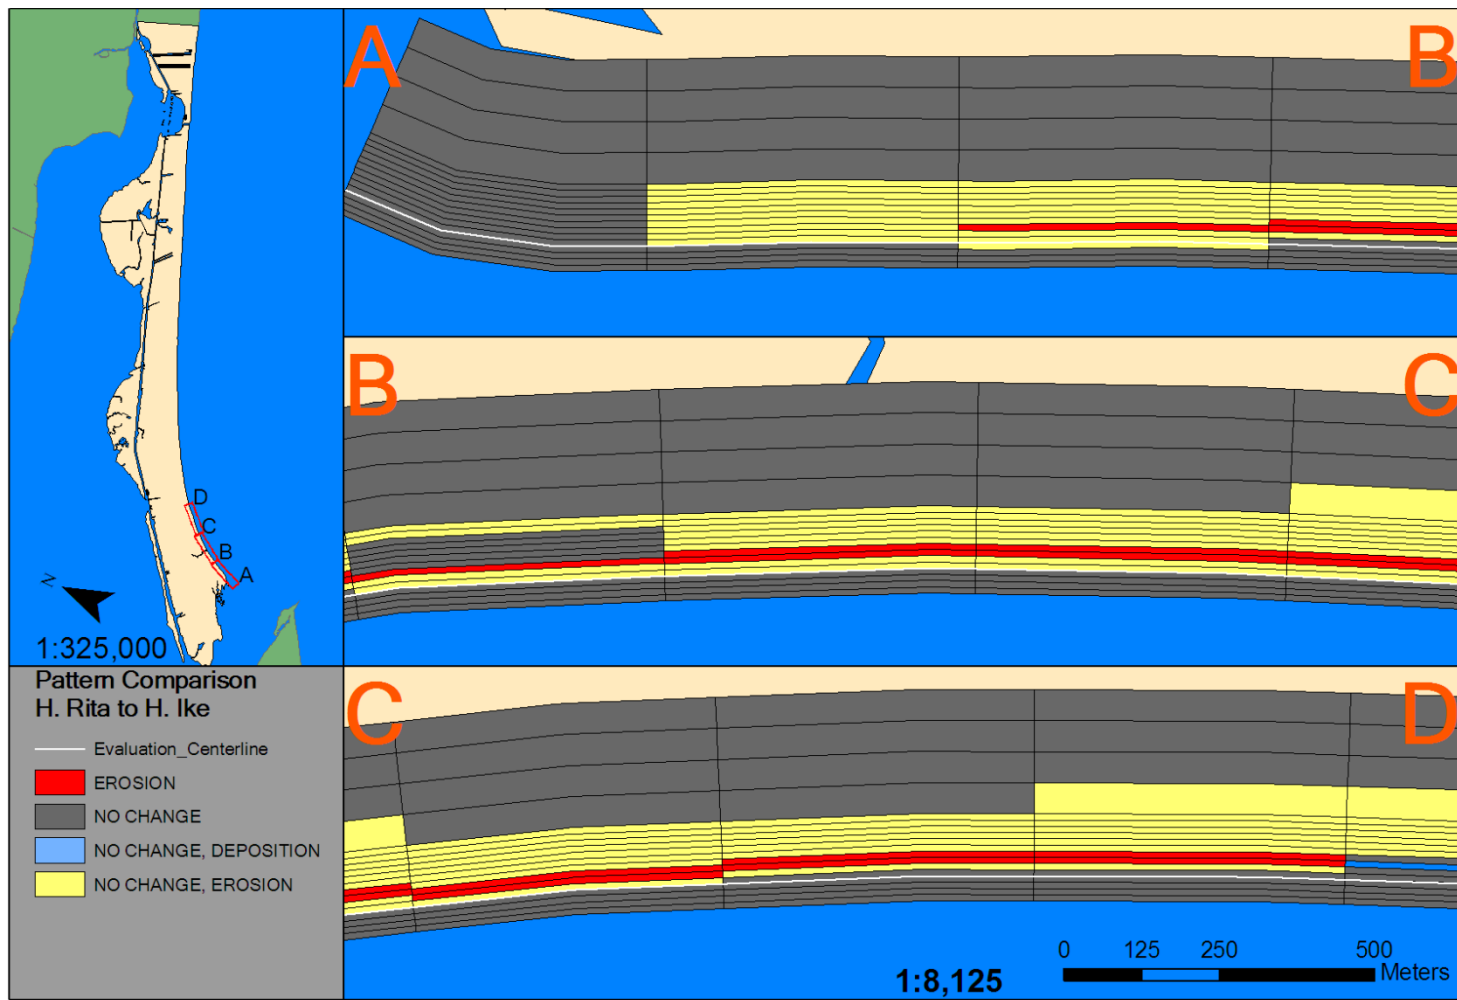 A
B
D
C
B
A
N
1:325,000
B
C
Pattern Comparison
H. Rita to H. Ike
Evaluation_Centerline
EROSION
NO CHANGE
NO CHANGE, DEPOSITION
NO CHANGE, EROSION
C
D
0 125 250 500
Meters
1:8,125